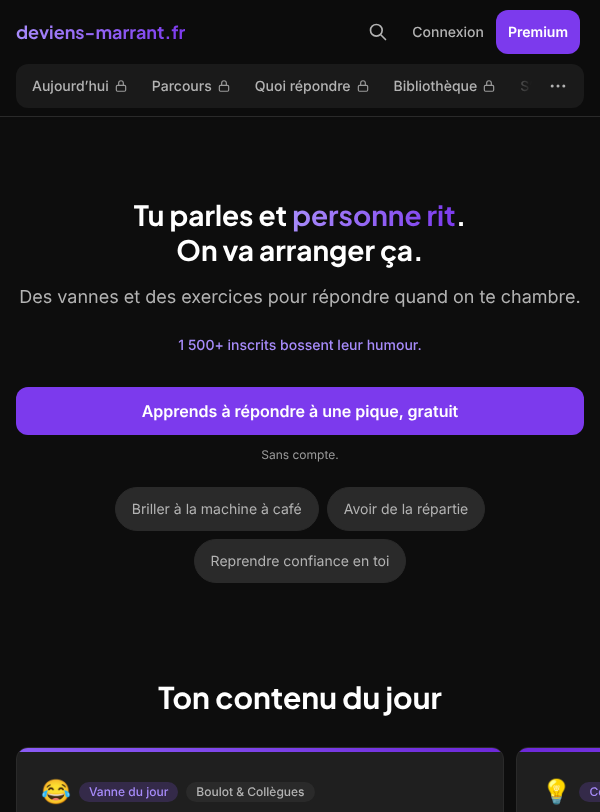 deviens-marrant.fr
Connexion
Premium
Aujourd’hui
Parcours
Quoi répondre
Bibliothèque
Tu parles et personne rit.
On va arranger ça.
Des vannes et des exercices pour répondre quand on te chambre.
1 500+ inscrits bossent leur humour.
Apprends à répondre à une pique, gratuit
Sans compte.
Briller à la machine à café
Avoir de la répartie
Reprendre confiance en toi
Ton contenu du jour
Vanne du jour
Boulot & Collègues